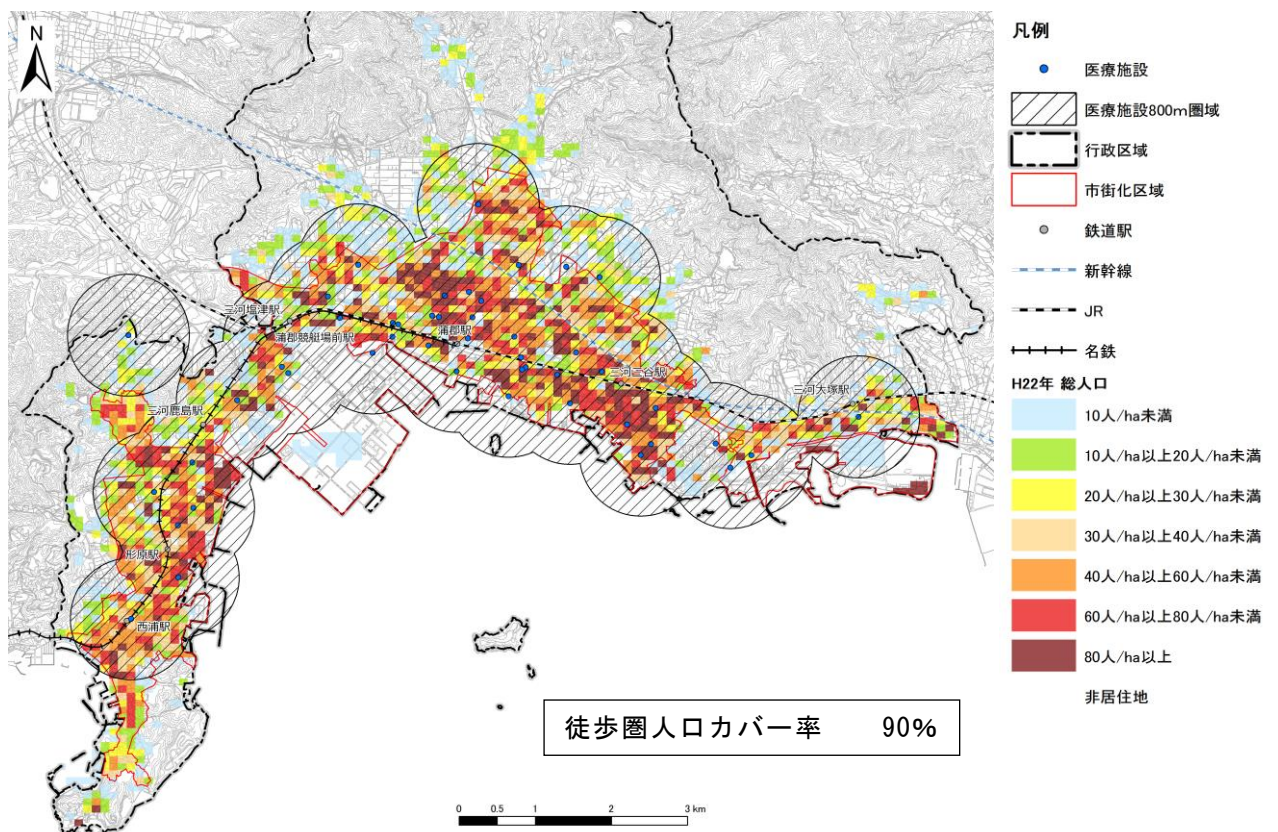 N
三河塩津駅
蒲郡競艇場前駅
蒲郡駅
三河三谷駅
三河大塚駅
三河鹿島駅
形原駅
西浦駅
徒歩圏人口カバー率 90%
0 0.5 1 2 3 km
凡例
医療施設
医療施設800m圏域
行政区域
市街化区域
鉄道駅
新幹線
JR
名鉄
H22年 総人口
10人/ha未満
10人/ha以上20人/ha未満
20人/ha以上30人/ha未満
30人/ha以上40人/ha未満
40人/ha以上60人/ha未満
60人/ha以上80人/ha未満
80人/ha以上
非居住地